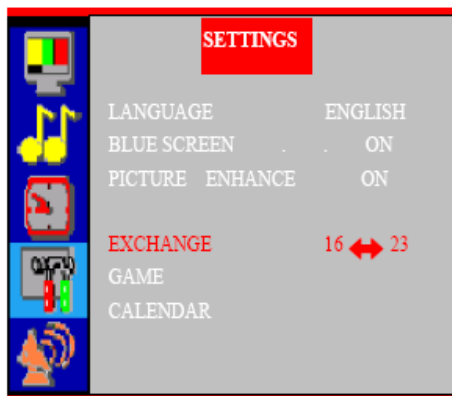 SETTINGS
LANGUAGE ENGLISH
BLUE SCREEN . . ON
PICTURE ENHANCE ON
EXCHANGE 16 ↔ 23
GAME
CALENDAR